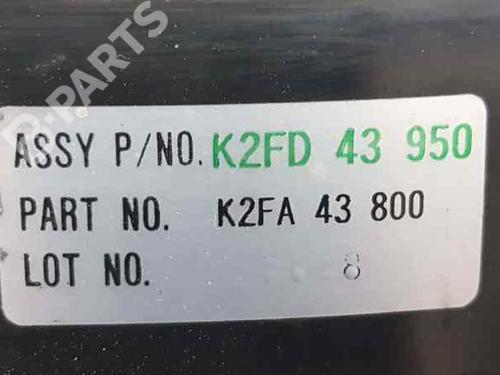 B-PARTS
ASSY P/NO. K2FD 43 950
PART NO. K2FA 43 800
LOT NO. 8